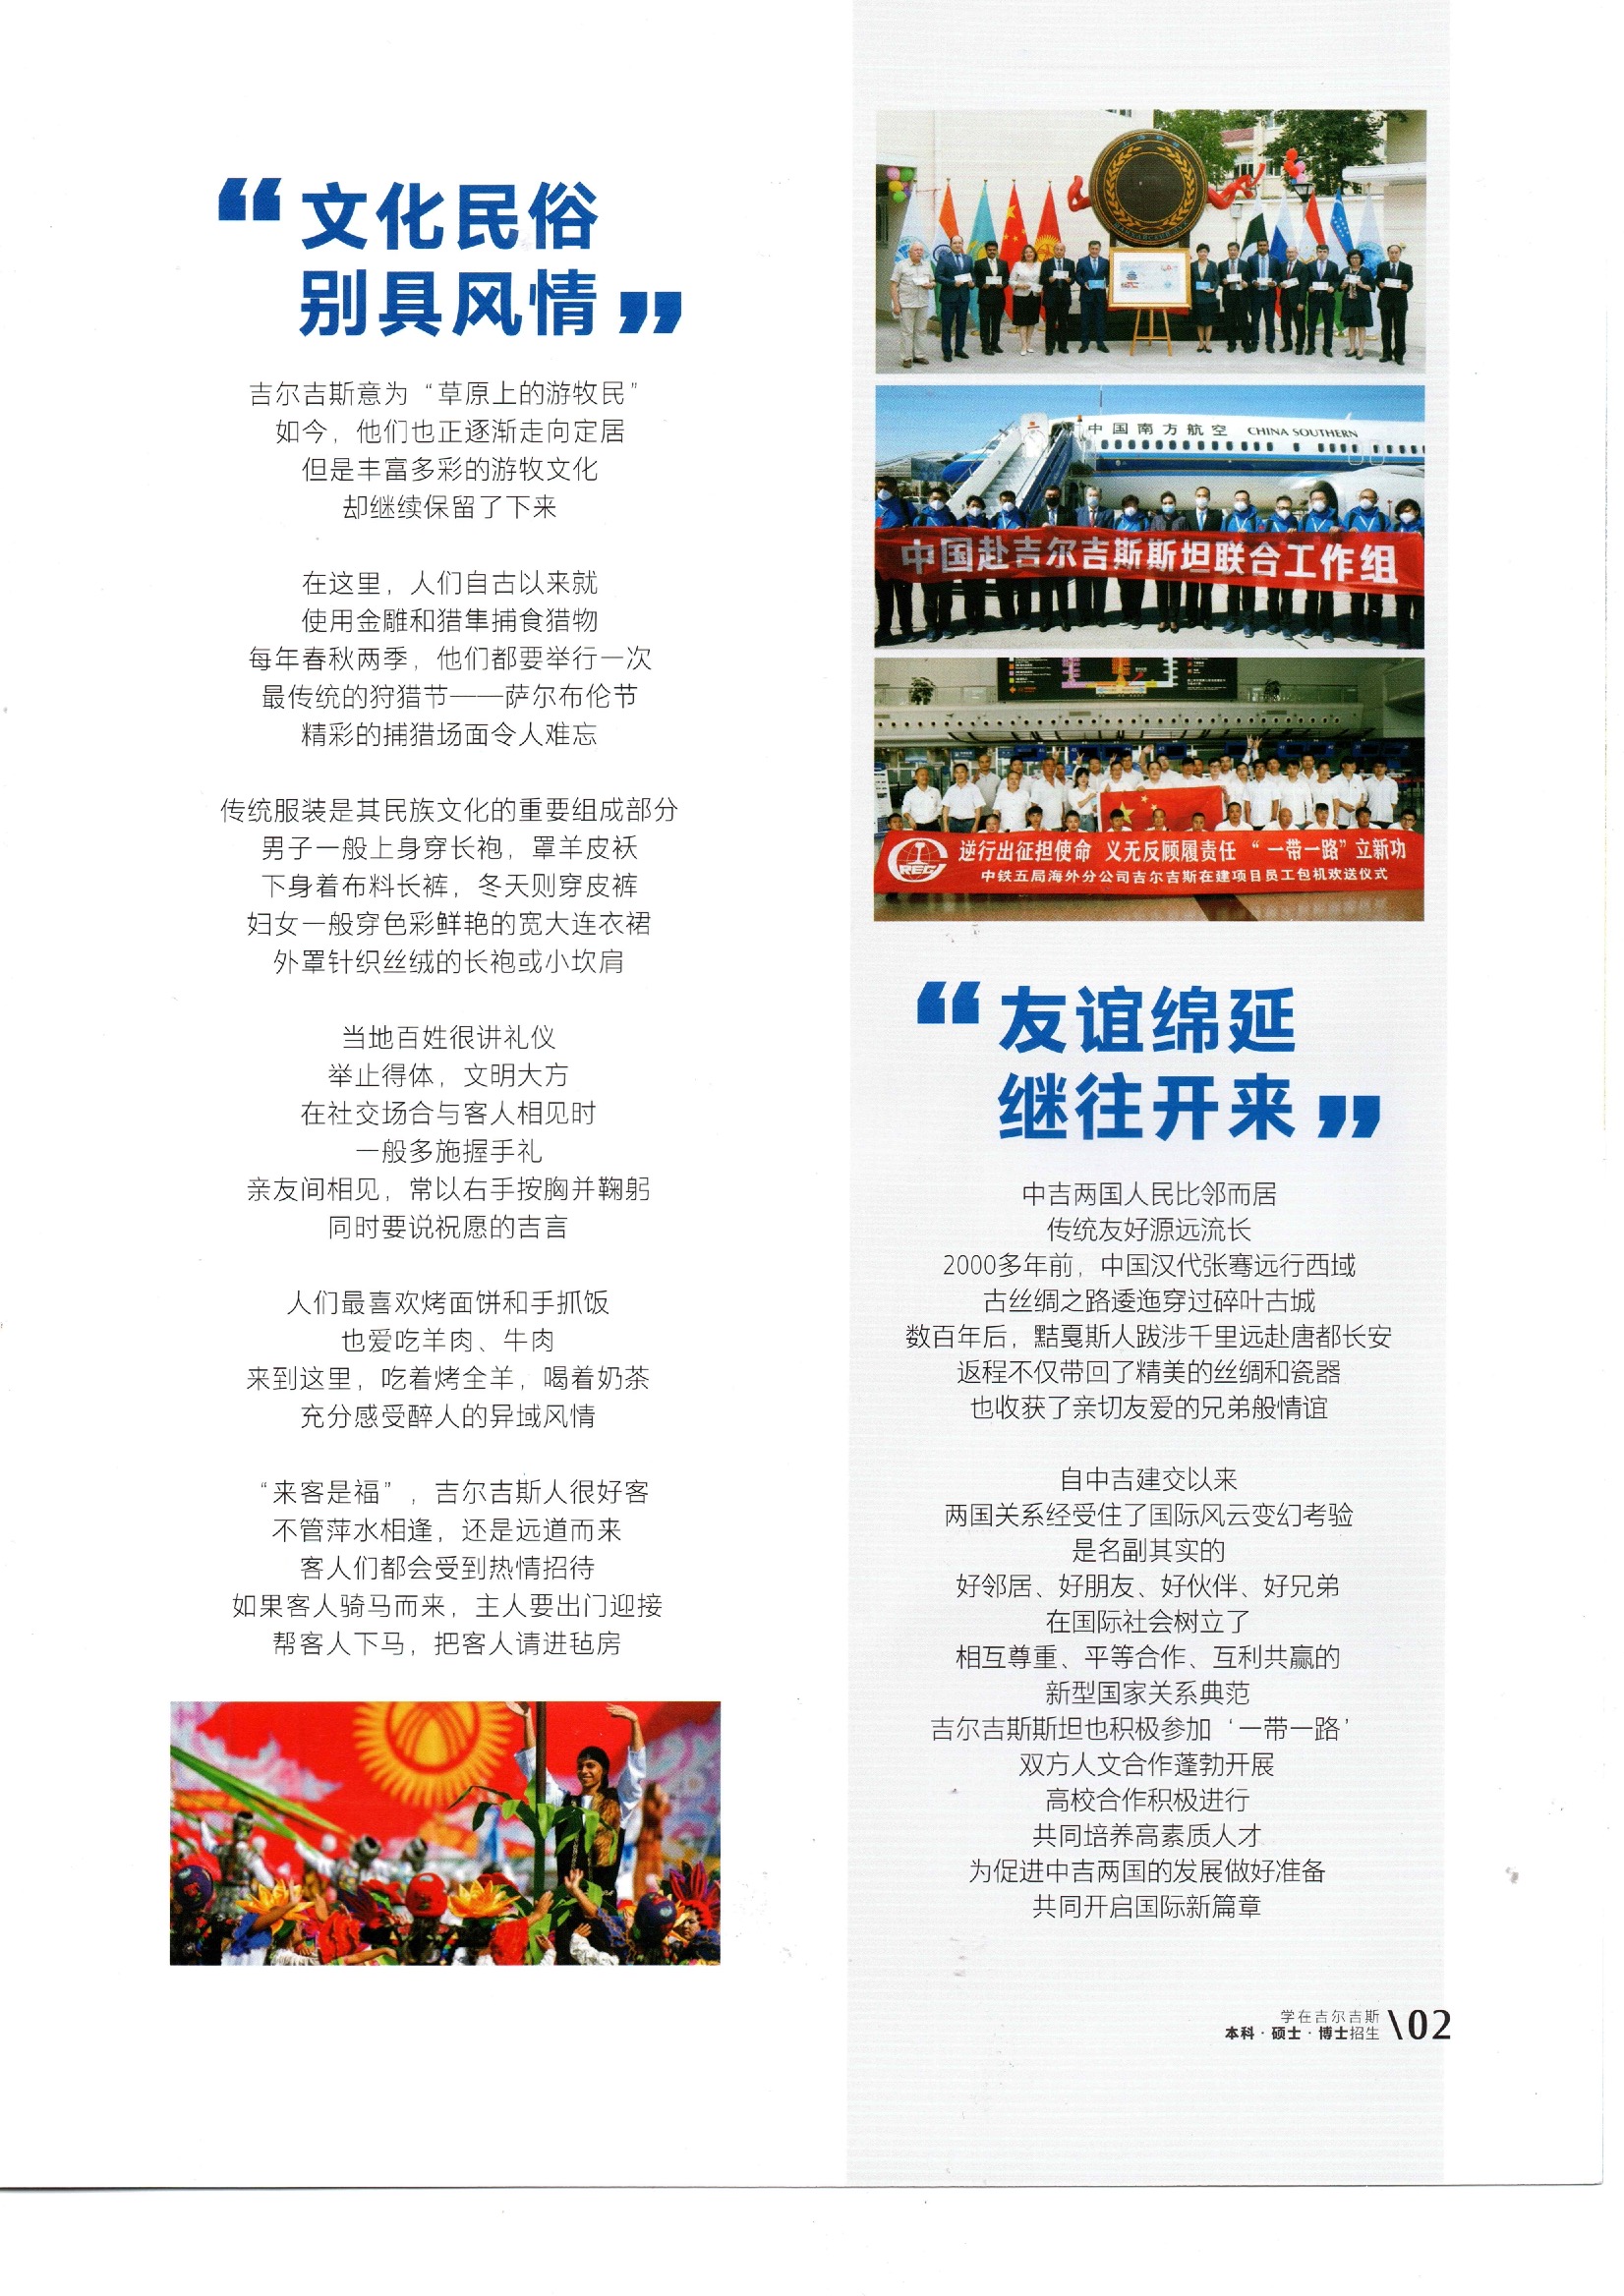 “文化民俗
别具风情”
吉尔吉斯意为“草原上的游牧民”
如今，他们也正逐渐走向定居
但是丰富多彩的游牧文化
却继续保留了下来
在这里，人们自古以来就
使用金雕和猎隼捕食猎物
每年春秋两季，他们都要举行一次
最传统的狩猎节——萨尔布伦节
精彩的捕猎场面令人难忘
传统服装是其民族文化的重要组成部分
男子一般上身穿长袍，罩羊皮袄
下身着布料长裤，冬天则穿皮裤
妇女一般穿色彩鲜艳的宽大连衣裙
外罩针织丝绒的长袍或小坎肩
当地百姓很讲礼仪
举止得体，文明大方
在社交场合与客人相见时
一般多施握手礼
亲友间相见，常以右手按胸并鞠躬
同时要说祝愿的吉言
人们最喜欢烤面饼和手抓饭
也爱吃羊肉、牛肉
来到这里，吃着烤全羊，喝着奶茶
充分感受醉人的异域风情
“来客是福”，吉尔吉斯人很好客
不管萍水相逢，还是远道而来
客人们都会受到热情招待
如果客人骑马而来，主人要出门迎接
帮客人下马，把客人请进毡房
中国南方航空 CHINA SOUTHERN
中国赴吉尔吉斯斯坦联合工作组
逆行出征担使命 义无反顾履责任 “一带一路”立新功
CREC
中铁五局海外分公司吉尔吉斯在建项目员工包机欢送仪式
“友谊绵延
继往开来”
中吉两国人民比邻而居
传统友好源远流长
2000多年前，中国汉代张骞远行西域
古丝绸之路逶迤穿过碎叶古城
数百年后，黠戛斯人跋涉千里远赴唐都长安
返程不仅带回了精美的丝绸和瓷器
也收获了亲切友爱的兄弟般情谊
自中吉建交以来
两国关系经受住了国际风云变幻考验
是名副其实的
好邻居、好朋友、好伙伴、好兄弟
在国际社会树立了
相互尊重、平等合作、互利共赢的
新型国家关系典范
吉尔吉斯斯坦也积极参加‘一带一路’
双方人文合作蓬勃开展
高校合作积极进行
共同培养高素质人才
为促进中吉两国的发展做好准备
共同开启国际新篇章
学在吉尔吉斯
本科·硕士·博士招生 \02